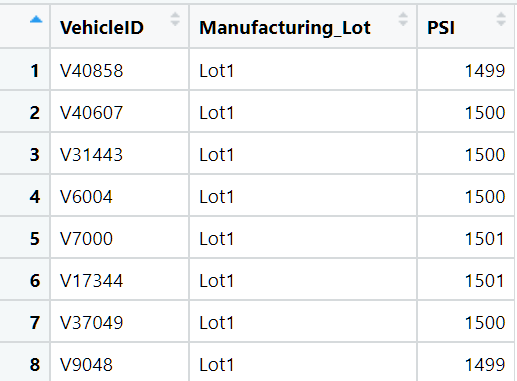 VehicleID Manufacturing_Lot PSI
1 V40858 Lot1 1499
2 V40607 Lot1 1500
3 V31443 Lot1 1500
4 V6004 Lot1 1500
5 V7000 Lot1 1501
6 V17344 Lot1 1501
7 V37049 Lot1 1500
8 V9048 Lot1 1499